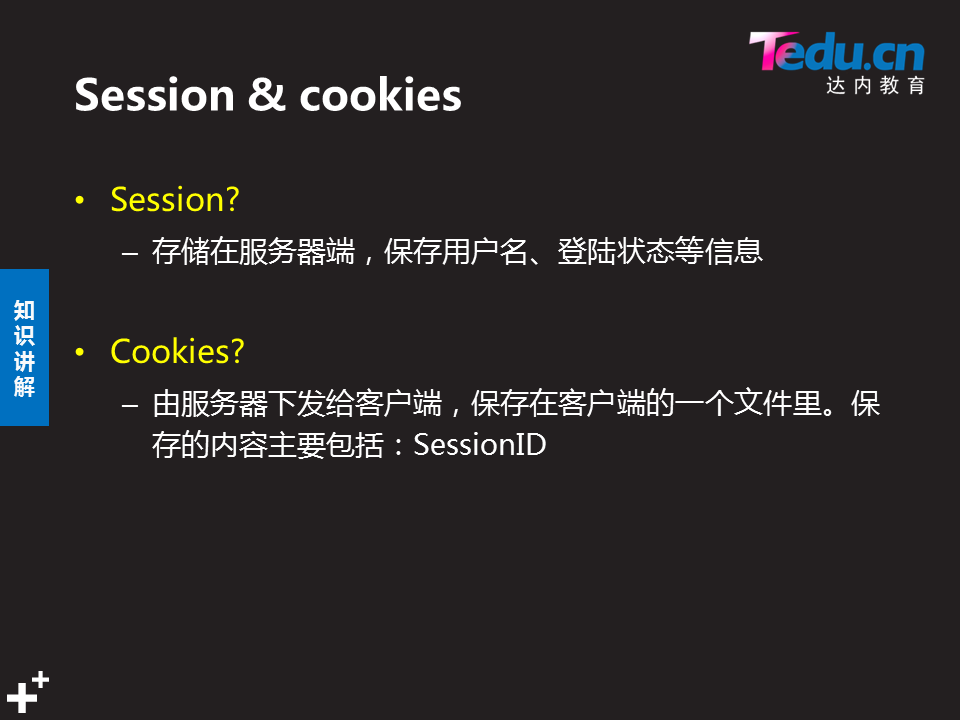 Tedu.cn
达内教育
Session & cookies
• Session?
– 存储在服务器端，保存用户名、登陆状态等信息
知
识
讲
解
• Cookies?
– 由服务器下发给客户端，保存在客户端的一个文件里。保
存的内容主要包括：SessionID